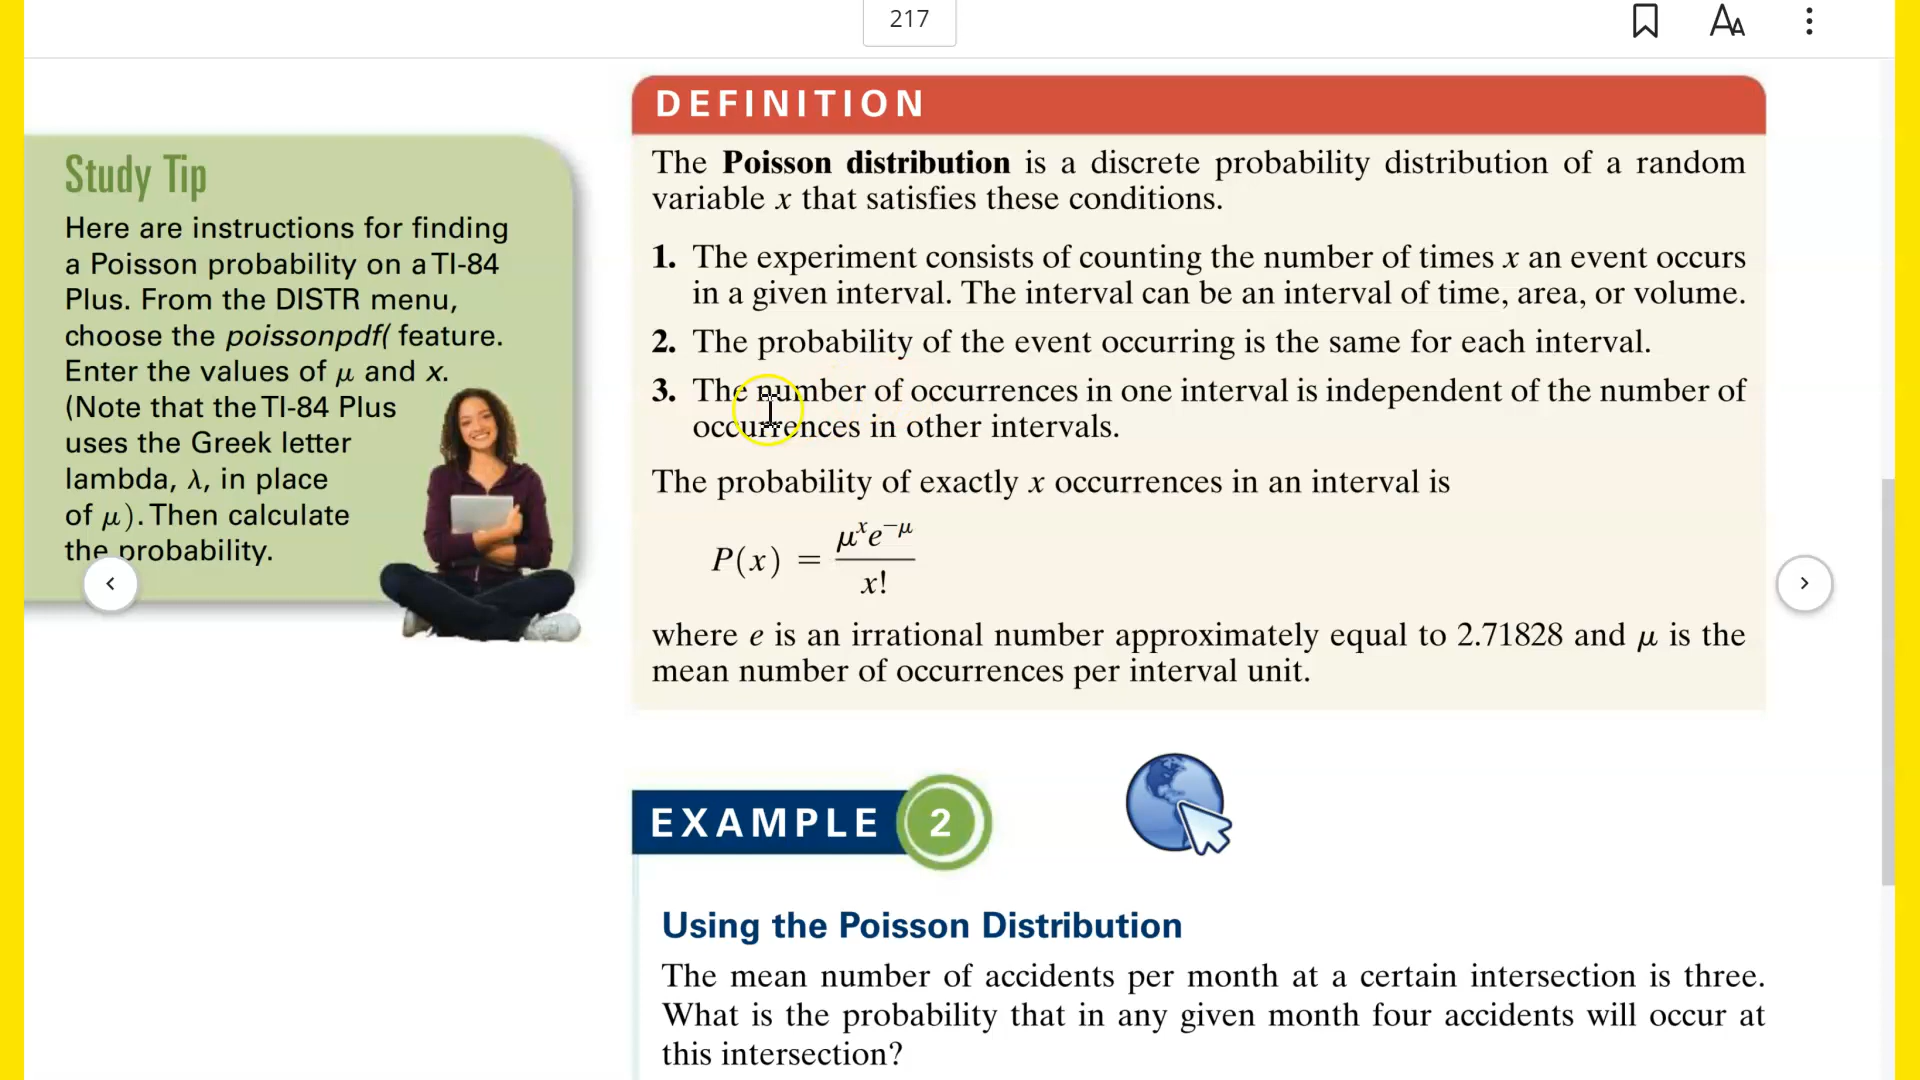 217
DEFINITION
The Poisson distribution is a discrete probability distribution of a random
variable x that satisfies these conditions.
1. The experiment consists of counting the number of times x an event occurs
in a given interval. The interval can be an interval of time, area, or volume.
2. The probability of the event occurring is the same for each interval.
3. The number of occurrences in one interval is independent of the number of
occurrences in other intervals.
The probability of exactly x occurrences in an interval is
P(x) = μ^x e^−μ / x!
where e is an irrational number approximately equal to 2.71828 and μ is the
mean number of occurrences per interval unit.
Study Tip
Here are instructions for finding
a Poisson probability on a TI-84
Plus. From the DISTR menu,
choose the poissonpdf( feature.
Enter the values of μ and x.
(Note that the TI-84 Plus
uses the Greek letter
lambda, λ, in place
of μ). Then calculate
the probability.
EXAMPLE 2
Using the Poisson Distribution
The mean number of accidents per month at a certain intersection is three.
What is the probability that in any given month four accidents will occur at
this intersection?